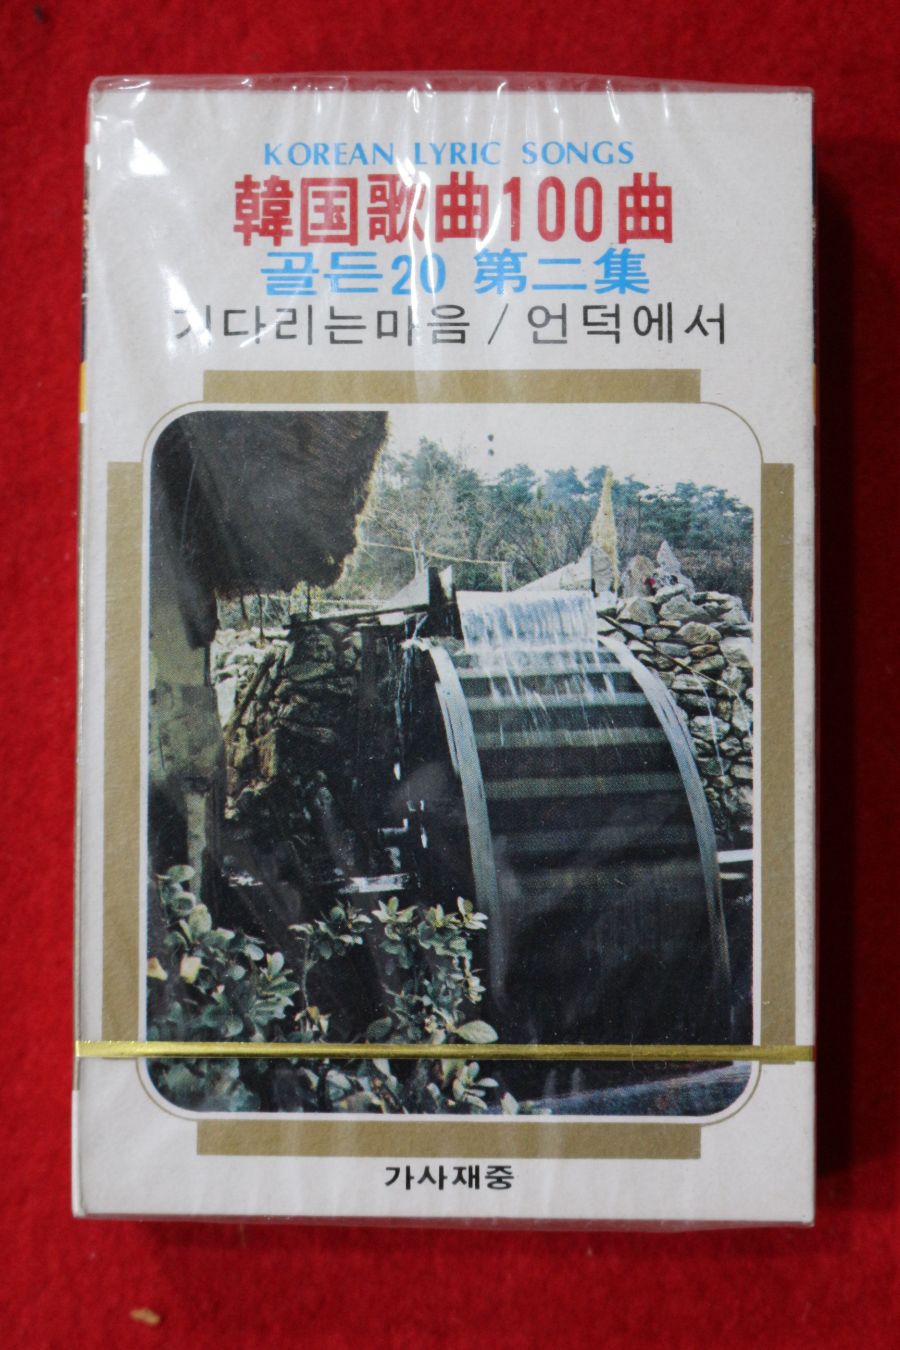 KOREAN LYRIC SONGS
韓国歌曲100曲
골든20 第二集
기다리는마음 / 언덕에서
가사재중